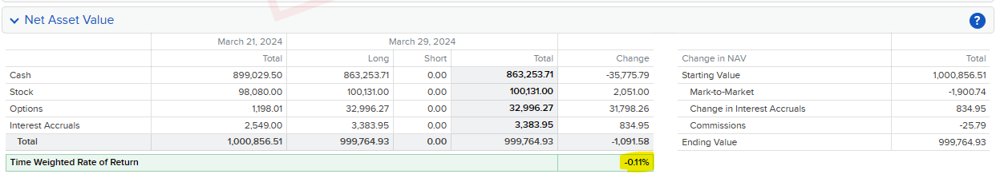 Net Asset Value
?
March 21, 2024 March 29, 2024
Total Long Short Total Change
Cash 899,029.50 863,253.71 0.00 863,253.71 -35,775.79
Stock 98,080.00 100,131.00 0.00 100,131.00 2,051.00
Options 1,198.01 32,996.27 0.00 32,996.27 31,798.26
Interest Accruals 2,549.00 3,383.95 0.00 3,383.95 834.95
Total 1,000,856.51 999,764.93 0.00 999,764.93 -1,091.58
Time Weighted Rate of Return -0.11%
Change in NAV Total
Starting Value 1,000,856.51
Mark-to-Market -1,900.74
Change in Interest Accruals 834.95
Commissions -25.79
Ending Value 999,764.93